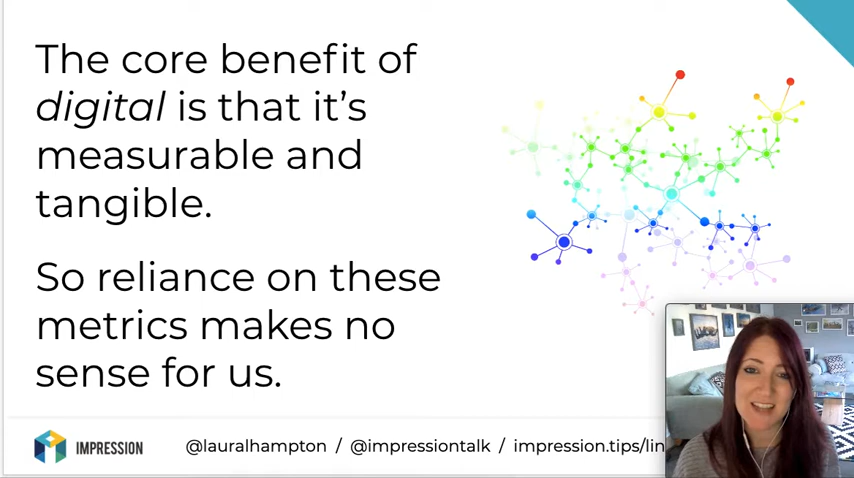 The core benefit of
digital is that it's
measurable and
tangible.
So reliance on these
metrics makes no
sense for us.
IMPRESSION
@lauralhampton / @impressiontalk / impression.tips/lin